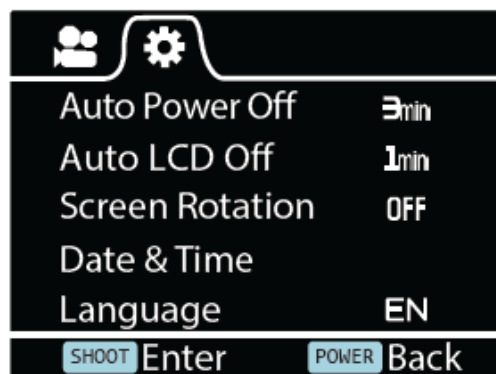 Auto Power Off 3min
Auto LCD Off 1min
Screen Rotation OFF
Date & Time
Language EN
SHOOT Enter POWER Back